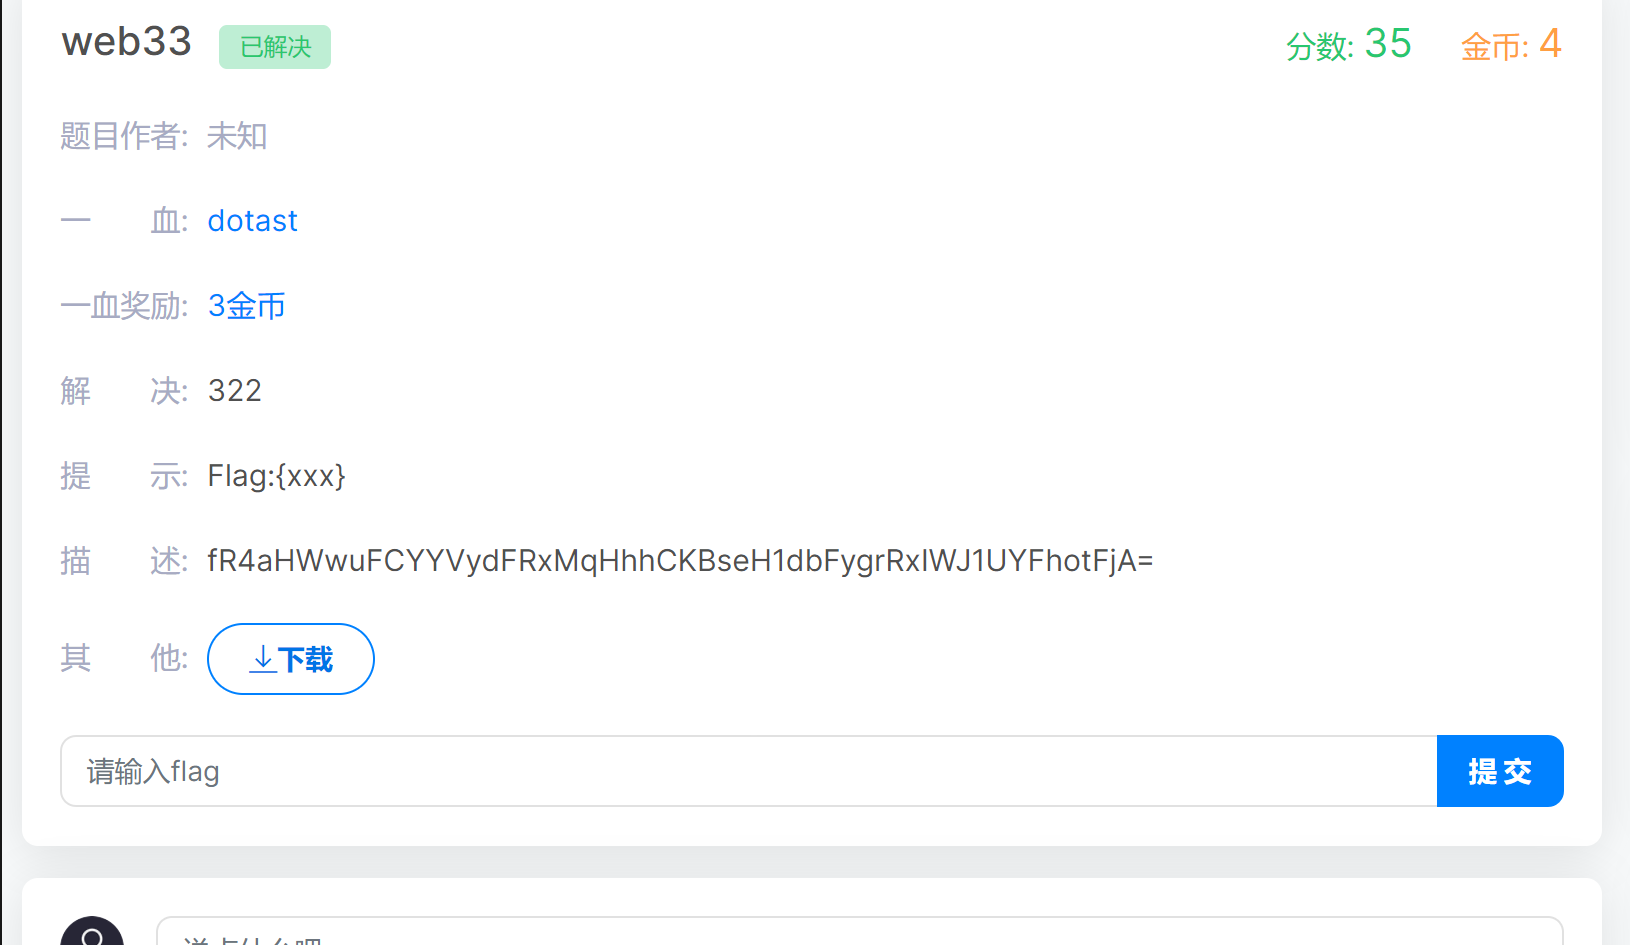 web33 已解决 分数: 35 金币: 4
题目作者: 未知
一 血: dotast
一血奖励: 3金币
解 决: 322
提 示: Flag:{xxx}
描 述: fR4aHWwuFCYYVydFRxMqHhhCKBseH1dbFygrRxIWJ1UYFhotFjA=
其 他: 下载
请输入flag 提 交